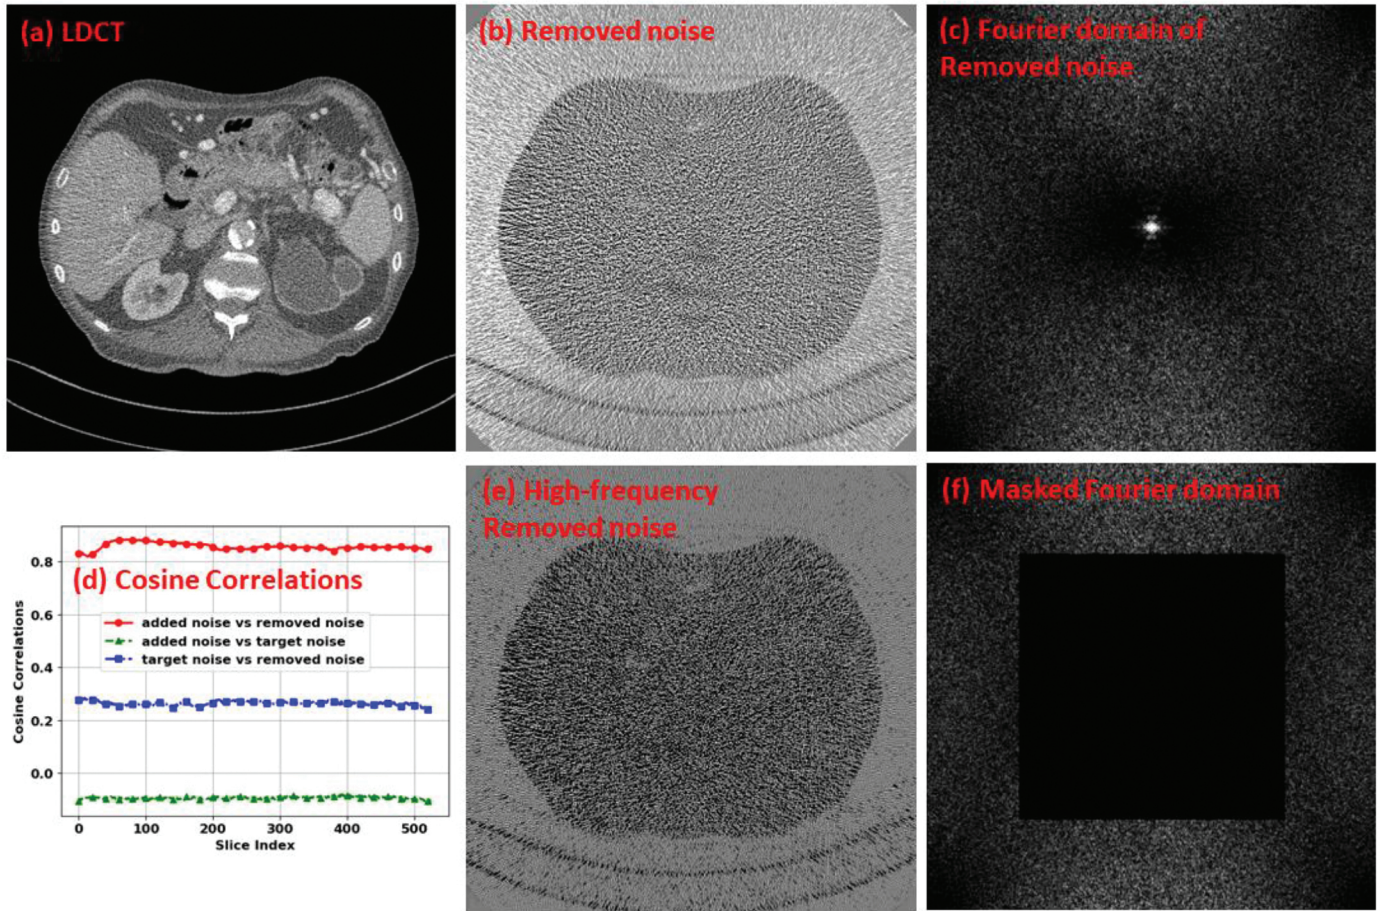 (a) LDCT
(b) Removed noise
(c) Fourier domain of
Removed noise
(d) Cosine Correlations
added noise vs removed noise
added noise vs target noise
target noise vs removed noise
Cosine Correlations
0.8
0.6
0.4
0.2
0.0
0 100 200 300 400 500
Slice Index
(e) High-frequency
Removed noise
(f) Masked Fourier domain